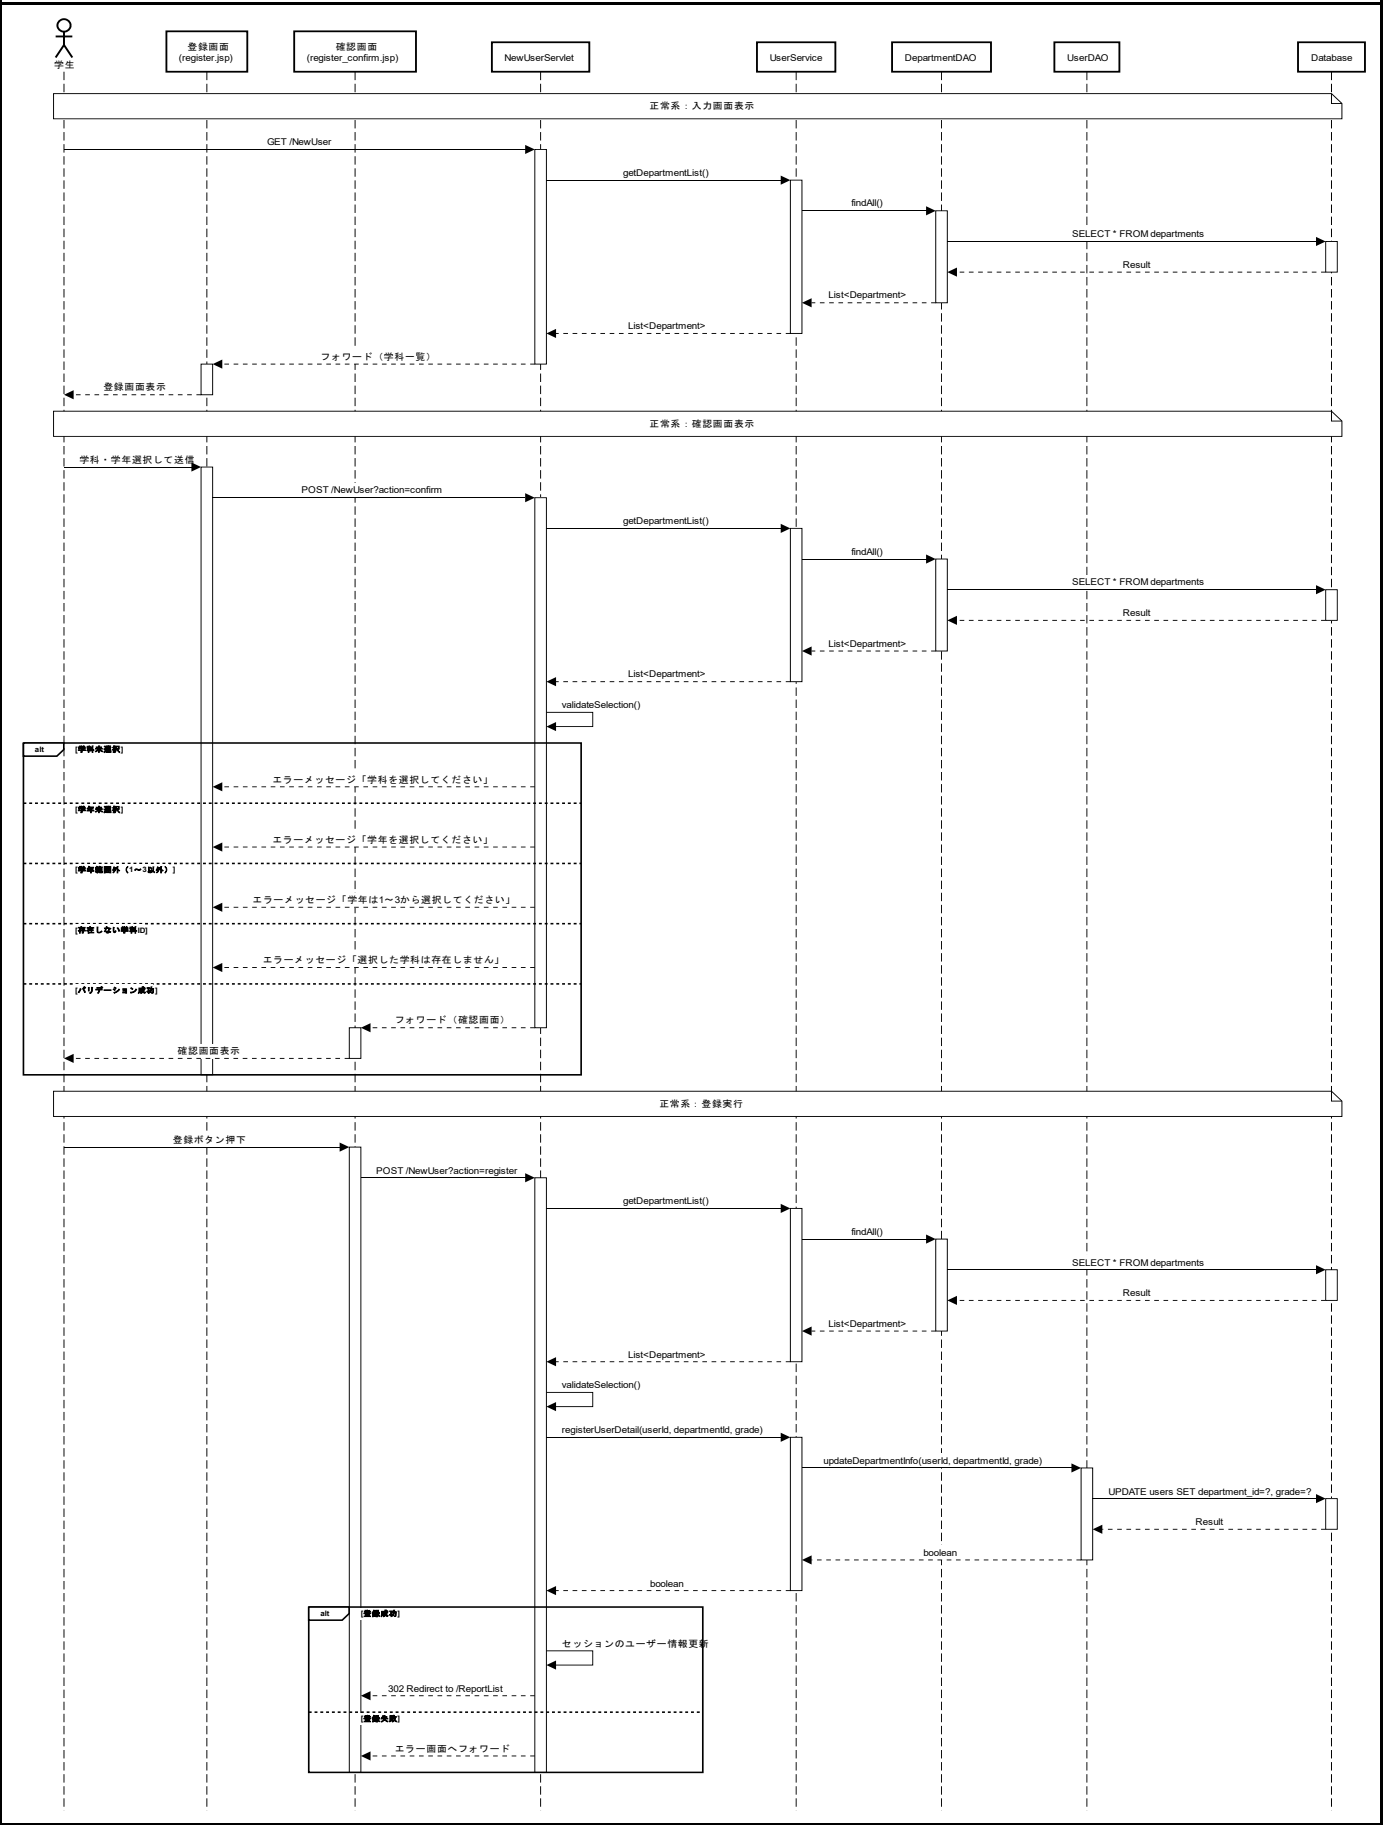 学生
登録画面
(register.jsp)
確認画面
(register_confirm.jsp)
NewUserServlet
UserService
DepartmentDAO
UserDAO
Database
正常系：入力画面表示
GET /NewUser
getDepartmentList()
findAll()
SELECT * FROM departments
Result
List<Department>
List<Department>
フォワード（学科一覧）
登録画面表示
正常系：確認画面表示
学科・学年選択して送信
POST /NewUser?action=confirm
getDepartmentList()
findAll()
SELECT * FROM departments
Result
List<Department>
List<Department>
validateSelection()
alt
[学科未選択]
エラーメッセージ「学科を選択してください」
[学年未選択]
エラーメッセージ「学年を選択してください」
[学年範囲外（1～3以外）]
エラーメッセージ「学年は1～3から選択してください」
[存在しない学科ID]
エラーメッセージ「選択した学科は存在しません」
[バリデーション成功]
フォワード（確認画面）
確認画面表示
正常系：登録実行
登録ボタン押下
POST /NewUser?action=register
getDepartmentList()
findAll()
SELECT * FROM departments
Result
List<Department>
List<Department>
validateSelection()
registerUserDetail(userId, departmentId, grade)
updateDepartmentInfo(userId, departmentId, grade)
UPDATE users SET department_id=?, grade=?
Result
boolean
boolean
alt
[登録成功]
セッションのユーザー情報更新
302 Redirect to /ReportList
[登録失敗]
エラー画面へフォワード